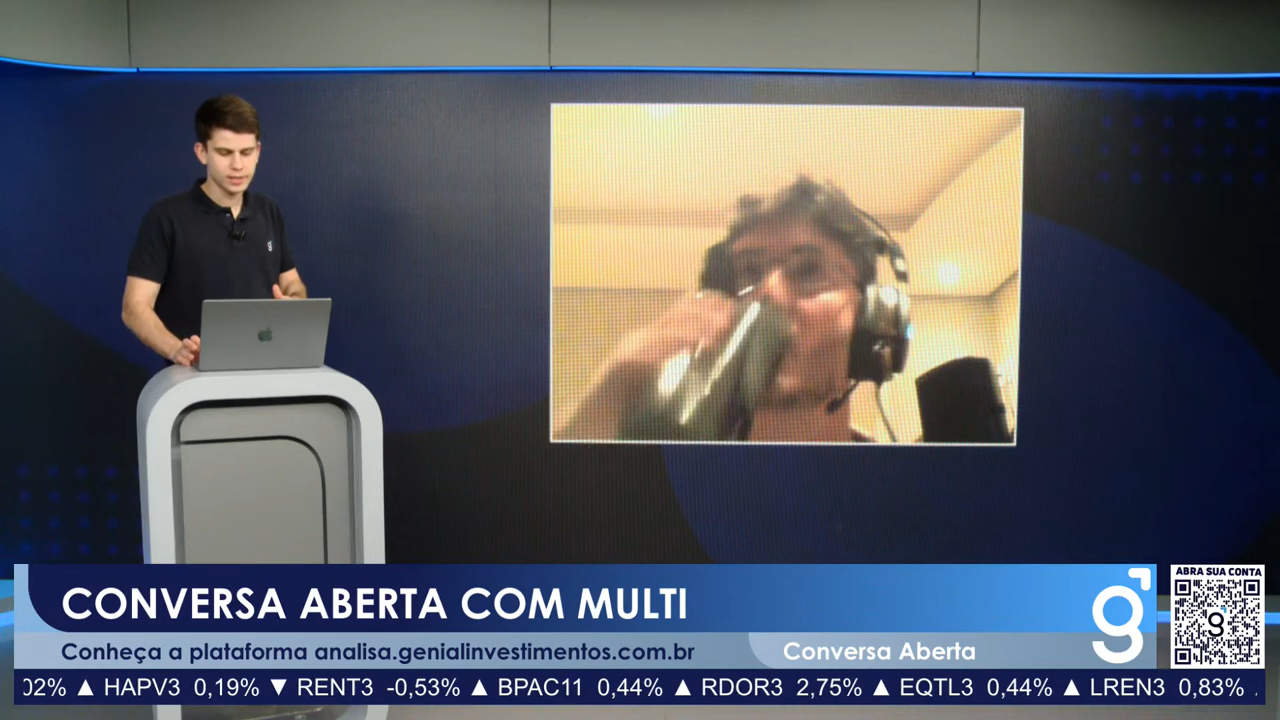 CONVERSA ABERTA COM MULTI
ABRA SUA CONTA
Conheça a plataforma analisa.genialinvestimentos.com.br
Conversa Aberta
02% ▲ HAPV3 0,19% ▼ RENT3 -0,53% ▲ BPAC11 0,44% ▲ RDOR3 2,75% ▲ EQTL3 0,44% ▲ LREN3 0,83%